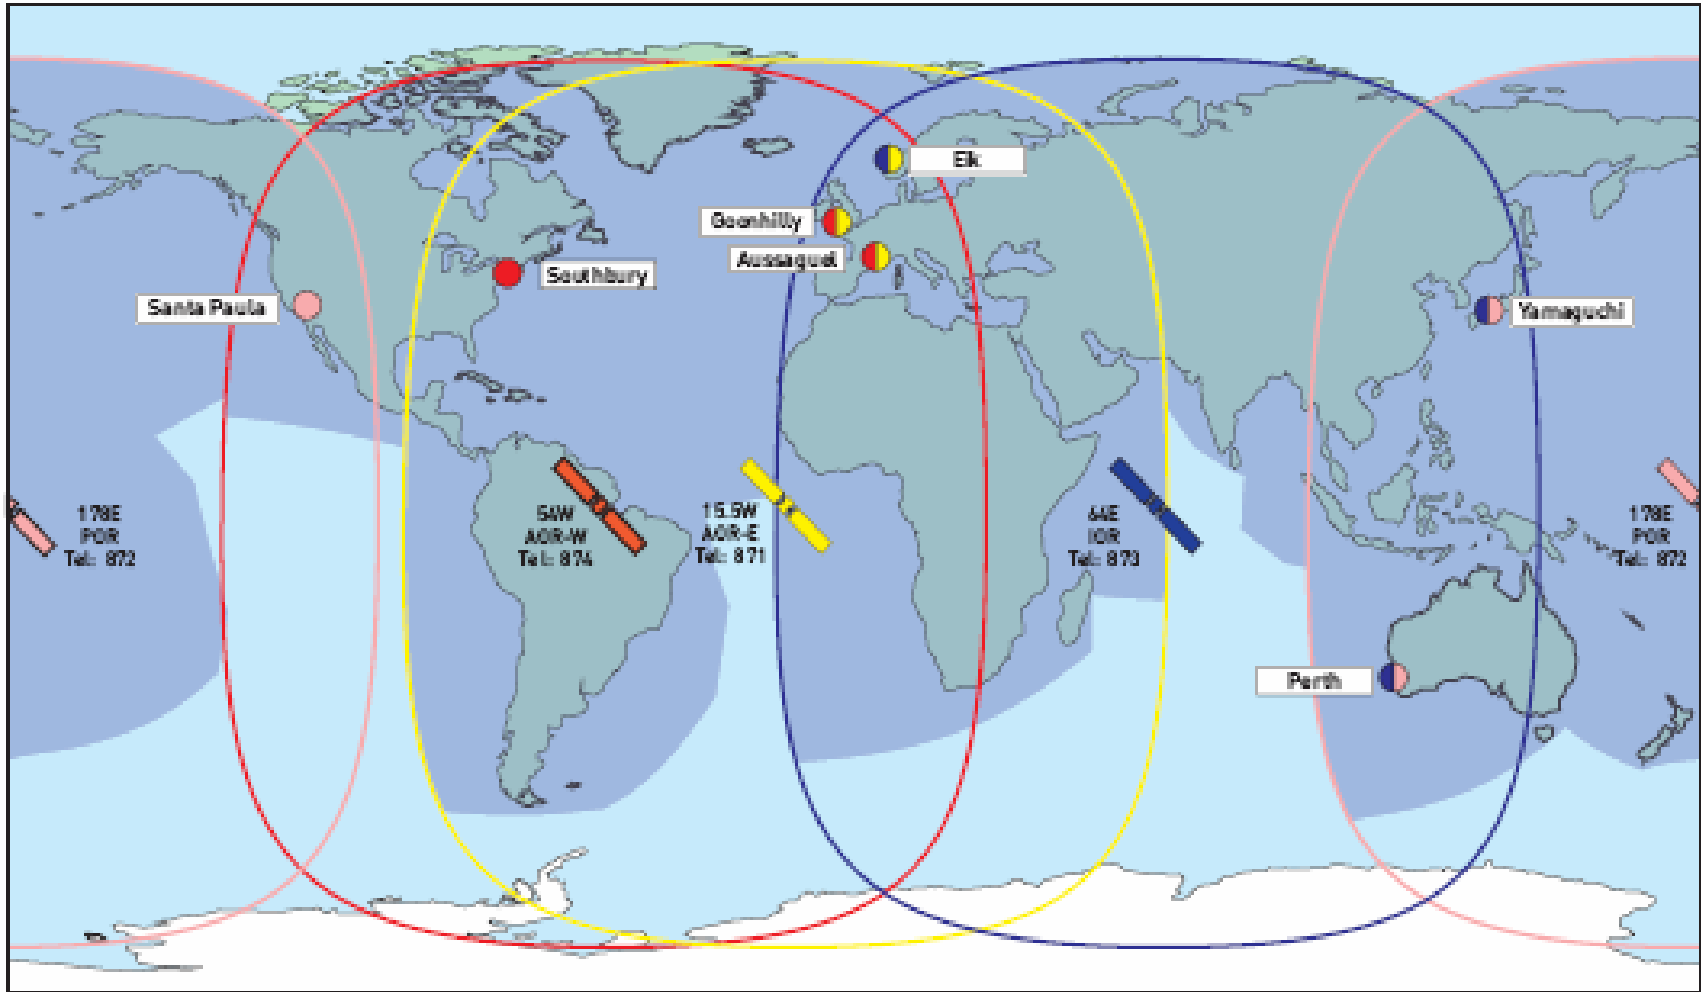 Eik
Goonhilly
Aussaguel
Southbury
Santa Paula
Yamaguchi
178E
POR
Tel: 872
54W
AOR-W
Tel: 874
15.5W
AOR-E
Tel: 871
64E
IOR
Tel: 873
178E
POR
Tel: 872
Perth